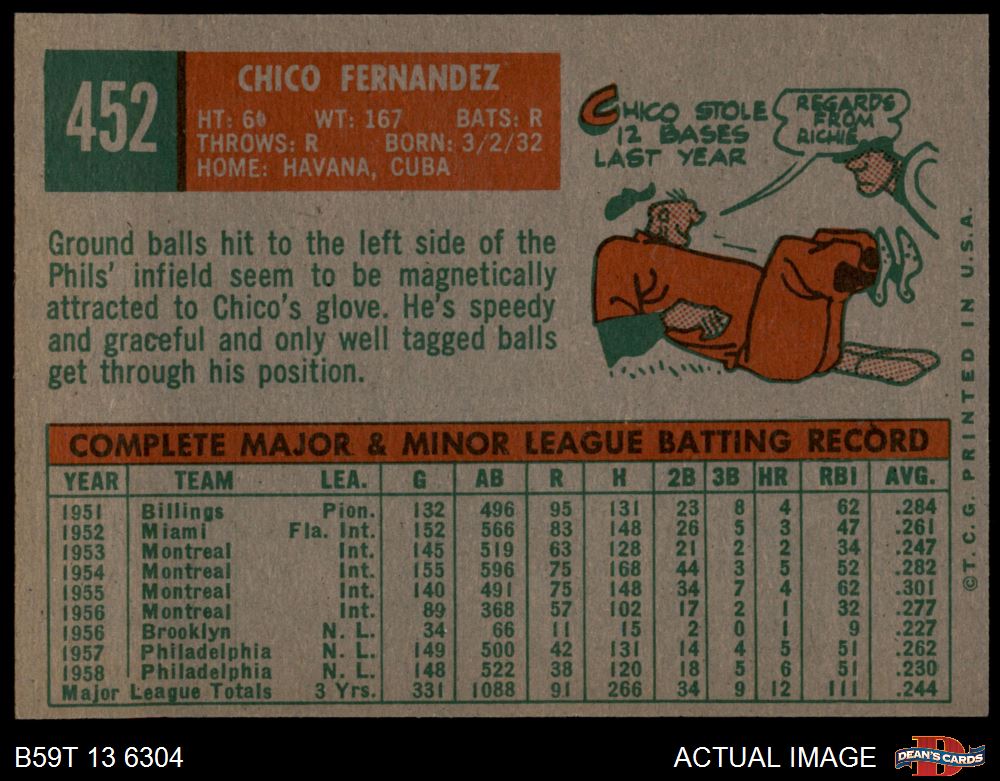 452
CHICO FERNANDEZ
HT: 60 WT: 167 BATS: R
THROWS: R BORN: 3/2/32
HOME: HAVANA, CUBA
CHICO STOLE
12 BASES
LAST YEAR
REGARDS
FROM
RICHIE
Ground balls hit to the left side of the
Phils' infield seem to be magnetically
attracted to Chico's glove. He's speedy
and graceful and only well tagged balls
get through his position.
COMPLETE MAJOR & MINOR LEAGUE BATTING RECORD
YEAR TEAM LEA. G AB R H 2B 3B HR RBI AVG.
1951 Billings Pion. 132 496 95 131 23 8 4 62 .284
1952 Miami Fla. Int. 152 566 83 148 26 5 3 47 .261
1953 Montreal Int. 145 519 63 128 21 2 2 34 .247
1954 Montreal Int. 155 596 75 168 44 3 5 52 .282
1955 Montreal Int. 140 491 75 148 34 7 4 62 .301
1956 Montreal Int. 89 368 57 102 17 2 1 32 .277
1956 Brooklyn N. L. 34 66 11 15 2 0 1 9 .227
1957 Philadelphia N. L. 149 500 42 131 14 4 5 51 .262
1958 Philadelphia N. L. 148 522 38 120 18 5 6 51 .230
Major League Totals 3 Yrs. 331 1088 91 266 34 9 12 111 .244
©T. C. G. PRINTED IN U.S.A.
B59T 13 6304
ACTUAL IMAGE
D
DEAN'S CARDS